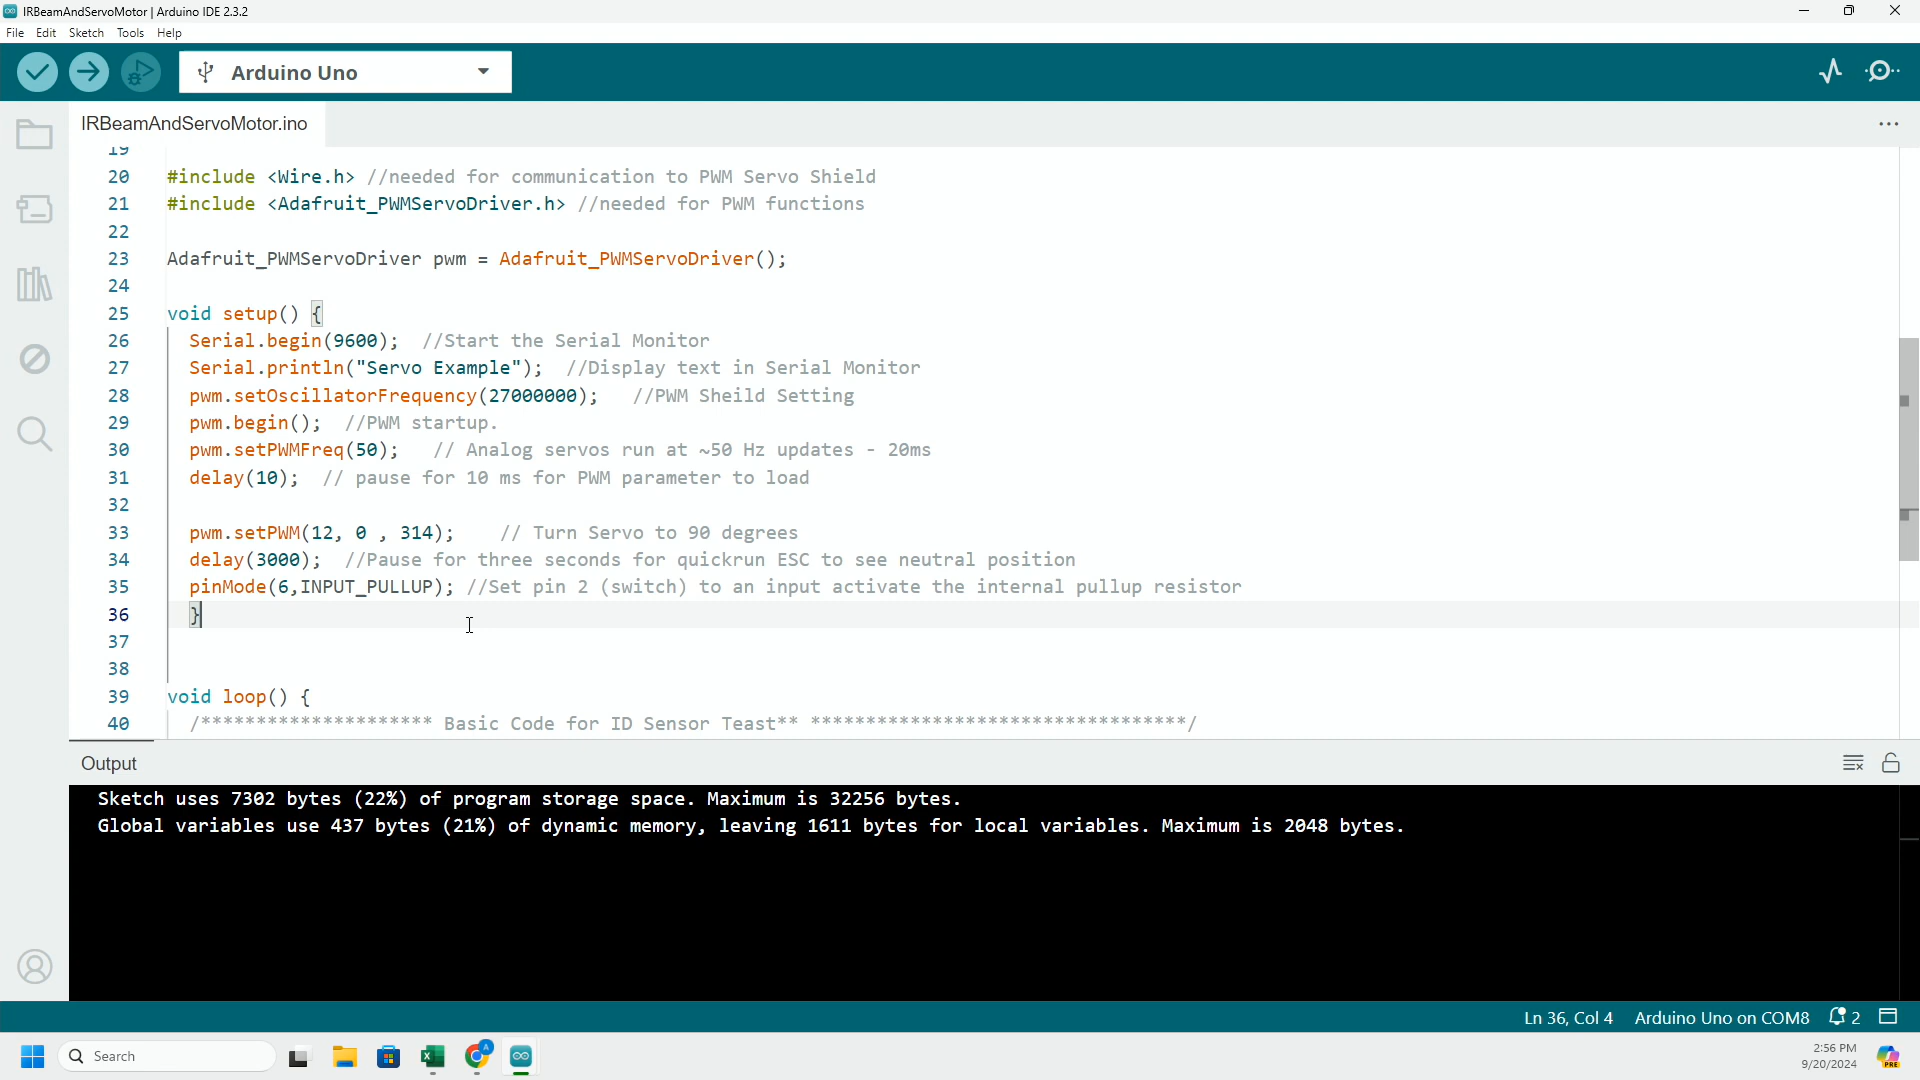 IRBeamAndServoMotor | Arduino IDE 2.3.2
File Edit Sketch Tools Help
Arduino Uno
IRBeamAndServoMotor.ino
19
20 #include <Wire.h> //needed for communication to PWM Servo Shield
21 #include <Adafruit_PWMServoDriver.h> //needed for PWM functions
22
23 Adafruit_PWMServoDriver pwm = Adafruit_PWMServoDriver();
24
25 void setup() {
26 Serial.begin(9600); //Start the Serial Monitor
27 Serial.println("Servo Example"); //Display text in Serial Monitor
28 pwm.setOscillatorFrequency(27000000); //PWM Sheild Setting
29 pwm.begin(); //PWM startup.
30 pwm.setPWMFreq(50); // Analog servos run at ~50 Hz updates - 20ms
31 delay(10); // pause for 10 ms for PWM parameter to load
32
33 pwm.setPWM(12, 0 , 314); // Turn Servo to 90 degrees
34 delay(3000); //Pause for three seconds for quickrun ESC to see neutral position
35 pinMode(6,INPUT_PULLUP); //Set pin 2 (switch) to an input activate the internal pullup resistor
36 }
37
38
39 void loop() {
40 /********************* Basic Code for ID Sensor Teast** **********************************/
Output
Sketch uses 7302 bytes (22%) of program storage space. Maximum is 32256 bytes.
Global variables use 437 bytes (21%) of dynamic memory, leaving 1611 bytes for local variables. Maximum is 2048 bytes.
Ln 36, Col 4 Arduino Uno on COM8 2
Search
2:56 PM
9/20/2024
PRE